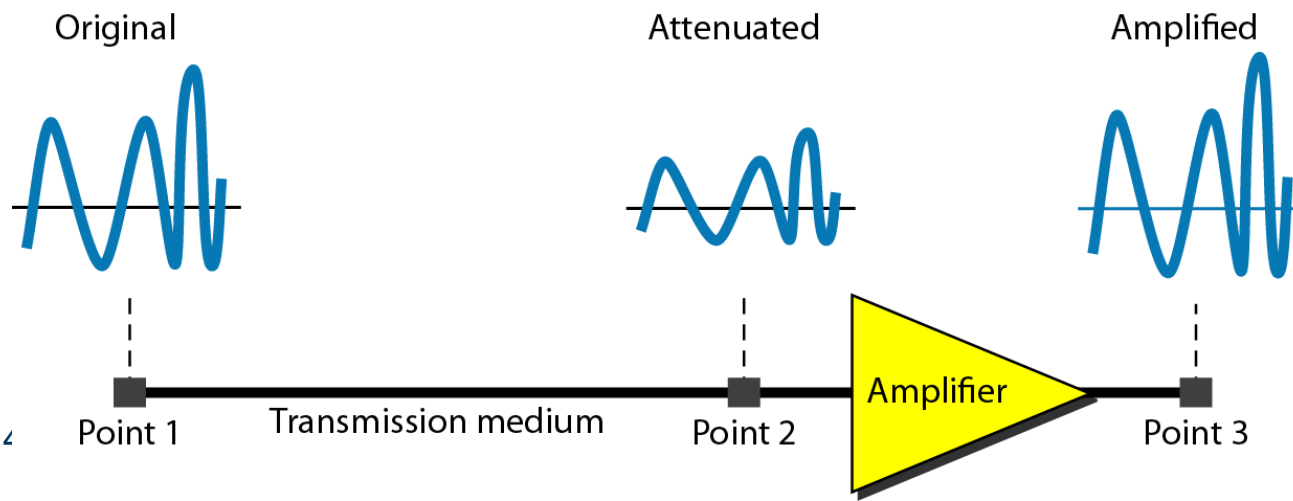 Original
Attenuated
Amplified
Amplifier
Transmission medium
Point 1
Point 2
Point 3